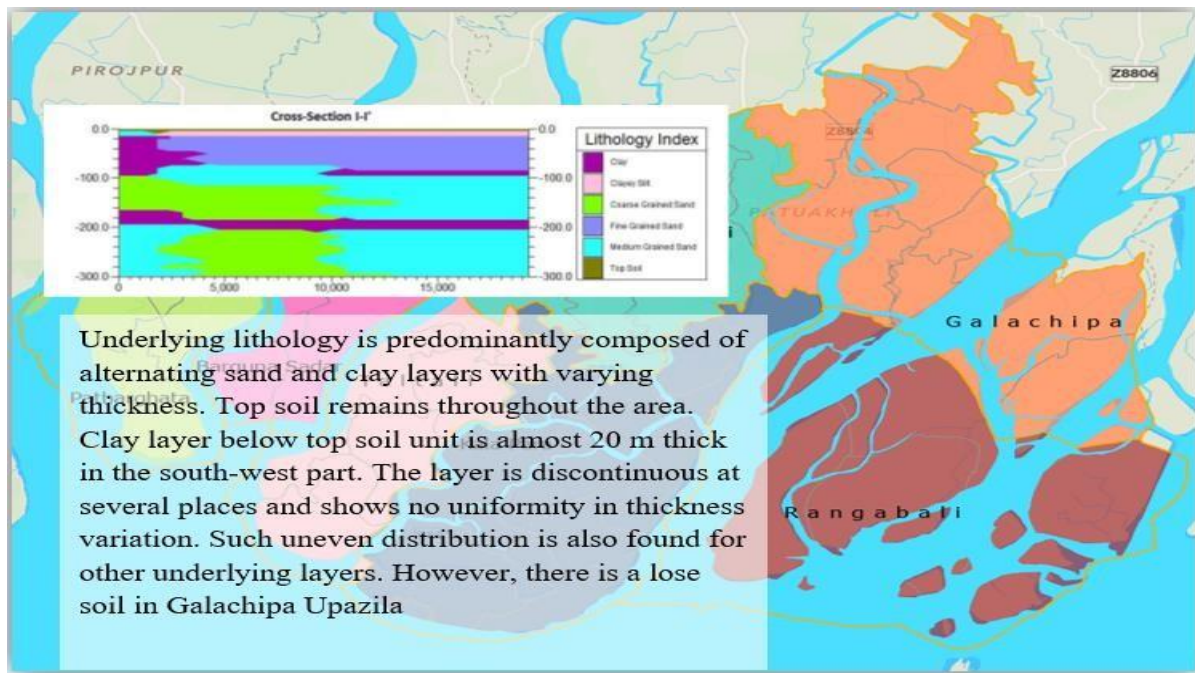 PIROJPUR
Z8806
Cross-Section I-I'
0.0
0.0
Lithology Index
Clay
Clayey Silt
-100.0
-100.0
Coarse Grained Sand
Fine Grained Sand
-200.0
-200.0
Medium Grained Sand
Top Soil
-300.0
-300.0
0
5,000
10,000
15,000
Galachipa
Barguna Sadar
Patharghata
Rangabali
Underlying lithology is predominantly composed of
alternating sand and clay layers with varying
thickness. Top soil remains throughout the area.
Clay layer below top soil unit is almost 20 m thick
in the south-west part. The layer is discontinuous at
several places and shows no uniformity in thickness
variation. Such uneven distribution is also found for
other underlying layers. However, there is a lose
soil in Galachipa Upazila